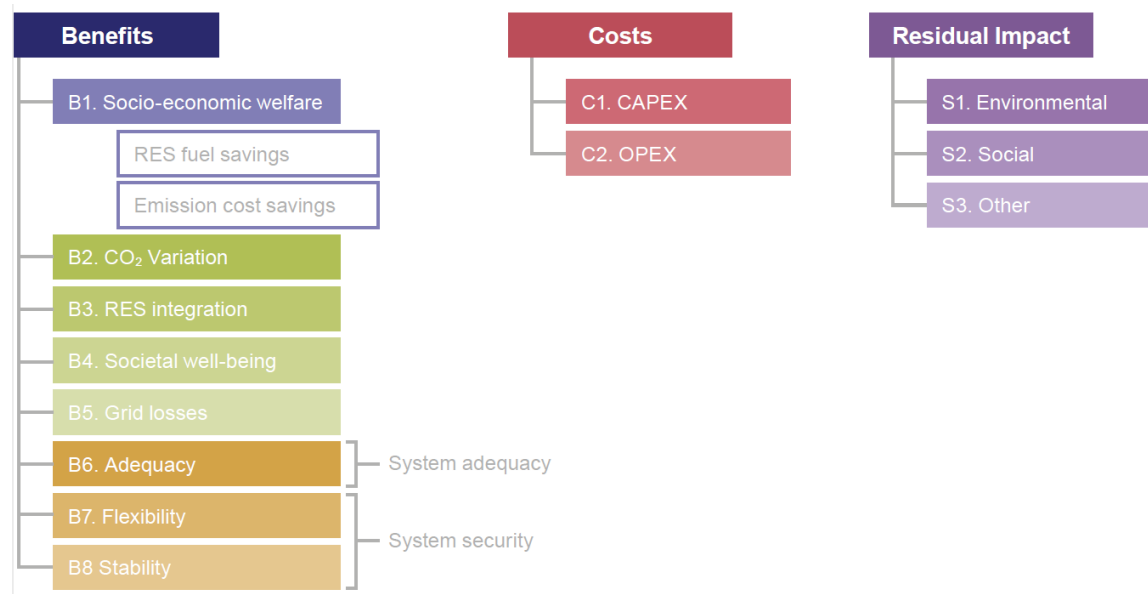 Benefits
B1. Socio-economic welfare
RES fuel savings
Emission cost savings
B2. CO₂ Variation
B3. RES integration
B4. Societal well-being
B5. Grid losses
B6. Adequacy
System adequacy
B7. Flexibility
System security
B8 Stability
Costs
C1. CAPEX
C2. OPEX
Residual Impact
S1. Environmental
S2. Social
S3. Other